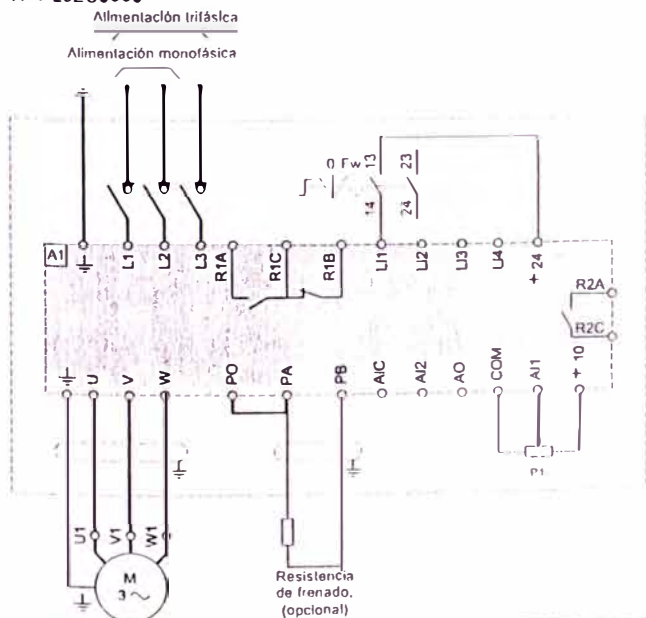 Alimentación trifásica
Alimentación monofásica
0 Fw 13 23
14 24
A1
L1 L2 L3 R1A R1C R1B LI1 LI2 LI3 LI4 + 24
R2A
R2C
U V W PO PA PB AIC AI2 AO COM AI1 + 10
P1
U1 V1 W1
M
3 ~
Resistencia
de frenado,
(opcional)